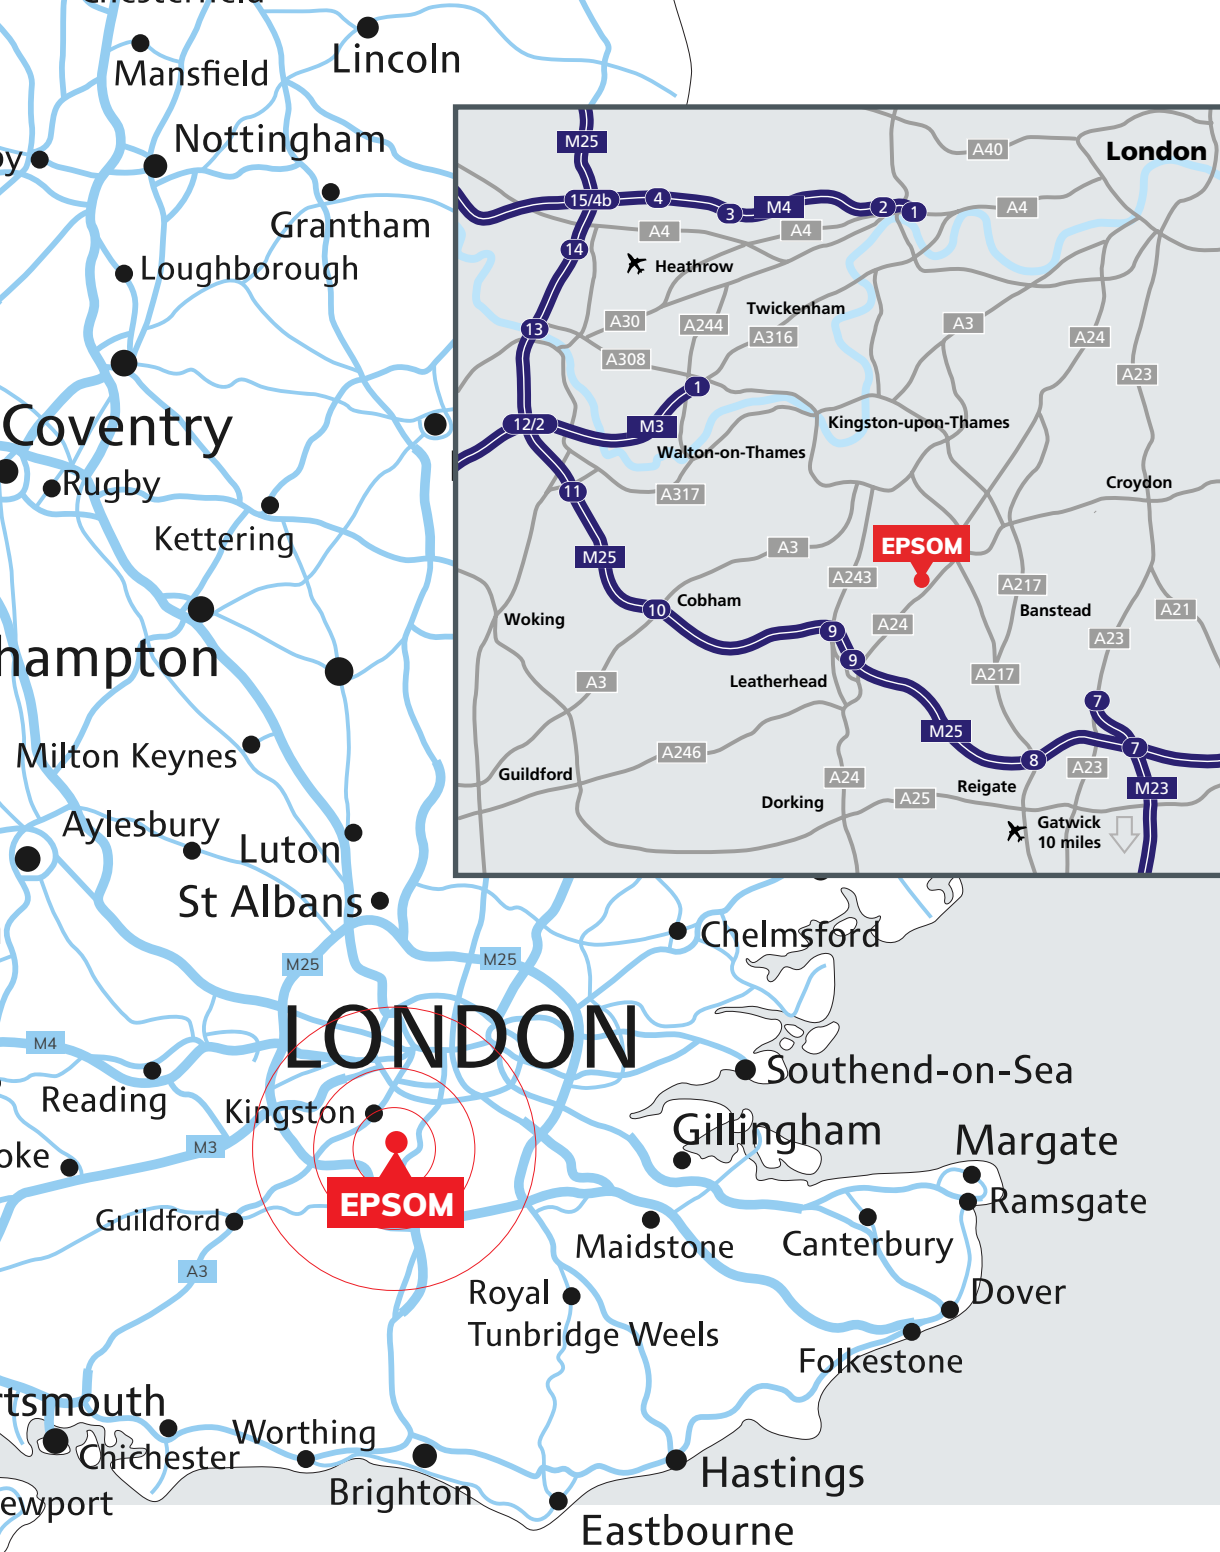 Chesterfield
Mansfield
Lincoln
Nottingham
by
Grantham
Loughborough
Coventry
Rugby
Kettering
hampton
Milton Keynes
Aylesbury
Luton
St Albans
Chelmsford
M25
M25
LONDON
M4
Reading
Kingston
Southend-on-Sea
Gillingham
Margate
M3
oke
EPSOM
Ramsgate
Guildford
Maidstone
Canterbury
A3
Royal
Tunbridge Weels
Dover
Folkestone
rtsmouth
Chichester
Worthing
Brighton
Hastings
ewport
Eastbourne
M25
A40
London
15/4b
4
3
M4
2
1
A4
A4
A4
14
Heathrow
13
A30
A244
Twickenham
A316
A3
A24
A308
A23
1
12/2
M3
Kingston-upon-Thames
Walton-on-Thames
11
A317
Croydon
M25
A3
EPSOM
A243
A217
10
Cobham
Banstead
A21
Woking
9
A24
A23
9
A3
Leatherhead
A217
7
M25
A246
8
7
A23
Guildford
A24
Reigate
M23
Dorking
A25
Gatwick
10 miles